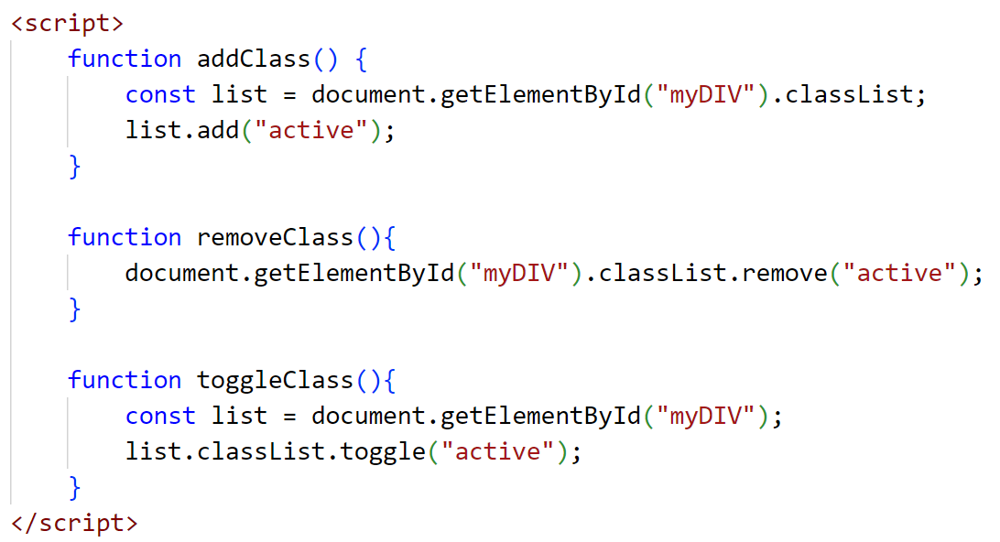 <script>
function addClass() {
const list = document.getElementById("myDIV").classList;
list.add("active");
}
function removeClass(){
document.getElementById("myDIV").classList.remove("active");
}
function toggleClass(){
const list = document.getElementById("myDIV");
list.classList.toggle("active");
}
</script>